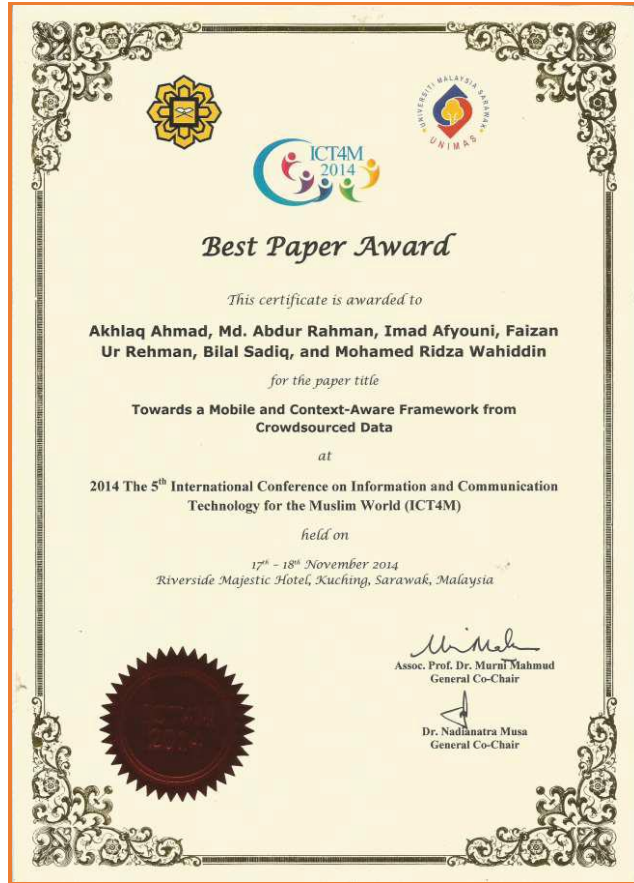 UNIVERSITI MALAYSIA SARAWAK
UNIMAS
ICT4M
2014
Best Paper Award
This certificate is awarded to
Akhlaq Ahmad, Md. Abdur Rahman, Imad Afyouni, Faizan
Ur Rehman, Bilal Sadiq, and Mohamed Ridza Wahiddin
for the paper title
Towards a Mobile and Context-Aware Framework from
Crowdsourced Data
at
2014 The 5th International Conference on Information and Communication
Technology for the Muslim World (ICT4M)
held on
17th - 18th November 2014
Riverside Majestic Hotel, Kuching, Sarawak, Malaysia
Assoc. Prof. Dr. Murni Mahmud
General Co-Chair
Dr. Nadianatra Musa
General Co-Chair
ICT4M
2014